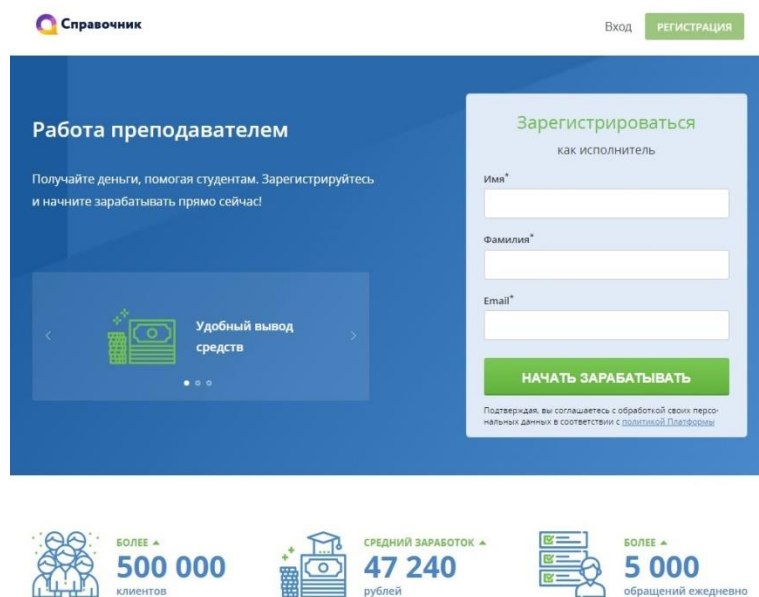 Справочник
Вход
РЕГИСТРАЦИЯ
Работа преподавателем
Получайте деньги, помогая студентам. Зарегистрируйтесь
и начните зарабатывать прямо сейчас!
Удобный вывод
средств
Зарегистрироваться
как исполнитель
Имя*
Фамилия*
Email*
НАЧАТЬ ЗАРАБАТЫВАТЬ
Подтверждая, вы соглашаетесь с обработкой своих персо-
нальных данных в соответствии с политикой Платформы
БОЛЕЕ
500 000
клиентов
СРЕДНИЙ ЗАРАБОТОК
47 240
рублей
БОЛЕЕ
5 000
обращений ежедневно